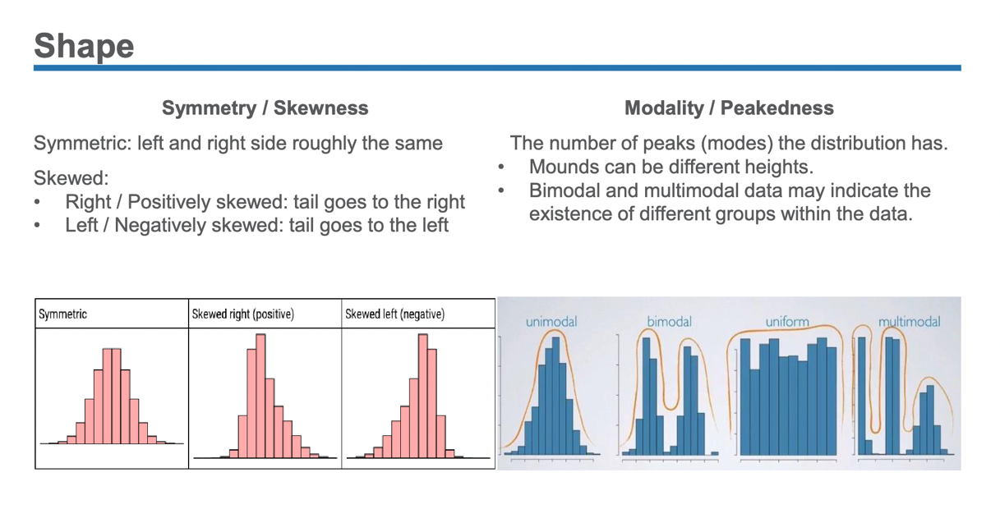 Shape
Symmetry / Skewness
Symmetric: left and right side roughly the same
Skewed:
• Right / Positively skewed: tail goes to the right
• Left / Negatively skewed: tail goes to the left
Modality / Peakedness
The number of peaks (modes) the distribution has.
• Mounds can be different heights.
• Bimodal and multimodal data may indicate the
existence of different groups within the data.
Symmetric
Skewed right (positive)
Skewed left (negative)
unimodal
bimodal
uniform
multimodal